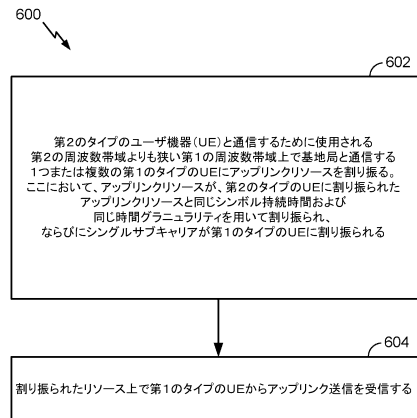 600
602
第2のタイプのユーザ機器(UE)と通信するために使用される
第2の周波数帯域よりも狭い第1の周波数帯域上で基地局と通信する
1つまたは複数の第1のタイプのUEにアップリンクリソースを割り振る。
ここにおいて、アップリンクリソースが、第2のタイプのUEに割り振られた
アップリンクリソースと同じシンボル持続時間および
同じ時間グラニュラリティを用いて割り振られ、
ならびにシングルサブキャリアが第1のタイプのUEに割り振られる
604
割り振られたリソース上で第1のタイプのUEからアップリンク送信を受信する